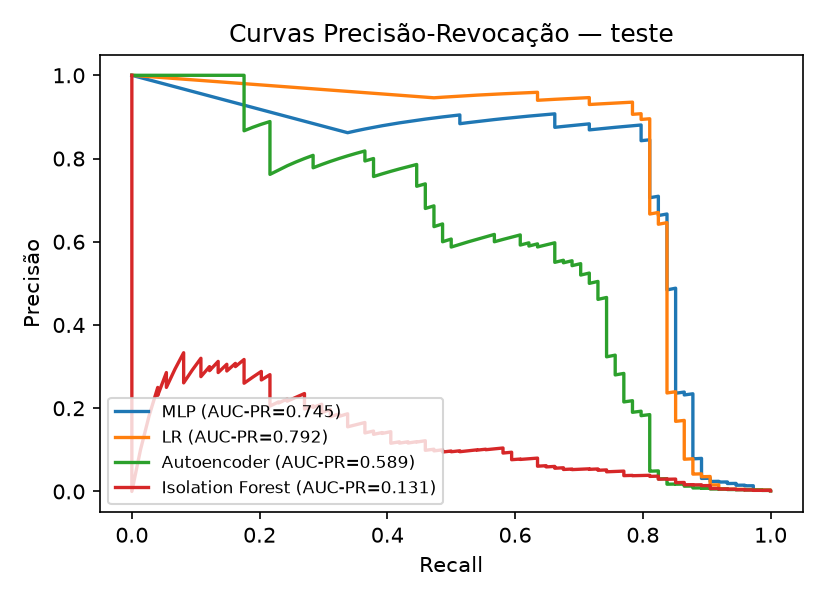 Curvas Precisão-Revocação — teste
Precisão
1.0
0.8
0.6
0.4
0.2
0.0
MLP (AUC-PR=0.745)
LR (AUC-PR=0.792)
Autoencoder (AUC-PR=0.589)
Isolation Forest (AUC-PR=0.131)
0.0 0.2 0.4 0.6 0.8 1.0
Recall